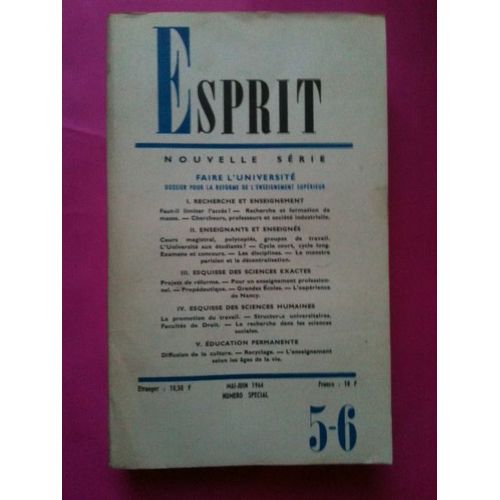 ESPRIT
NOUVELLE SÉRIE
FAIRE L'UNIVERSITÉ
DOSSIER POUR LA REFORME DE L'ENSEIGNEMENT SUPÉRIEUR
I. RECHERCHE ET ENSEIGNEMENT
Faut-il limiter l'accès? — Recherche et formation de
masse. — Chercheurs, professeurs et société industrielle.
II. ENSEIGNANTS ET ENSEIGNÉS
Cours magistral, polycopiés, groupes de travail.
L'Université aux étudiants? — Cycle court, cycle long.
Examens et concours. — Les disciplines. — Le monstre
parisien et la décentralisation.
III. ESQUISSE DES SCIENCES EXACTES
Projets de réforme. — Pour un enseignement profession-
nel. — Propédeutique. — Grandes Écoles. — L'expérience
de Nancy.
IV. ESQUISSE DES SCIENCES HUMAINES
La promotion du travail. — Structures universitaires.
Facultés de Droit. — La recherche dans les sciences
sociales.
V. ÉDUCATION PERMANENTE
Diffusion de la culture. — Recyclage. — L'enseignement
selon les âges de la vie.
Etranger : 10,50 F
MAI-JUIN 1964
France : 10 F
NUMERO SPECIAL
5-6